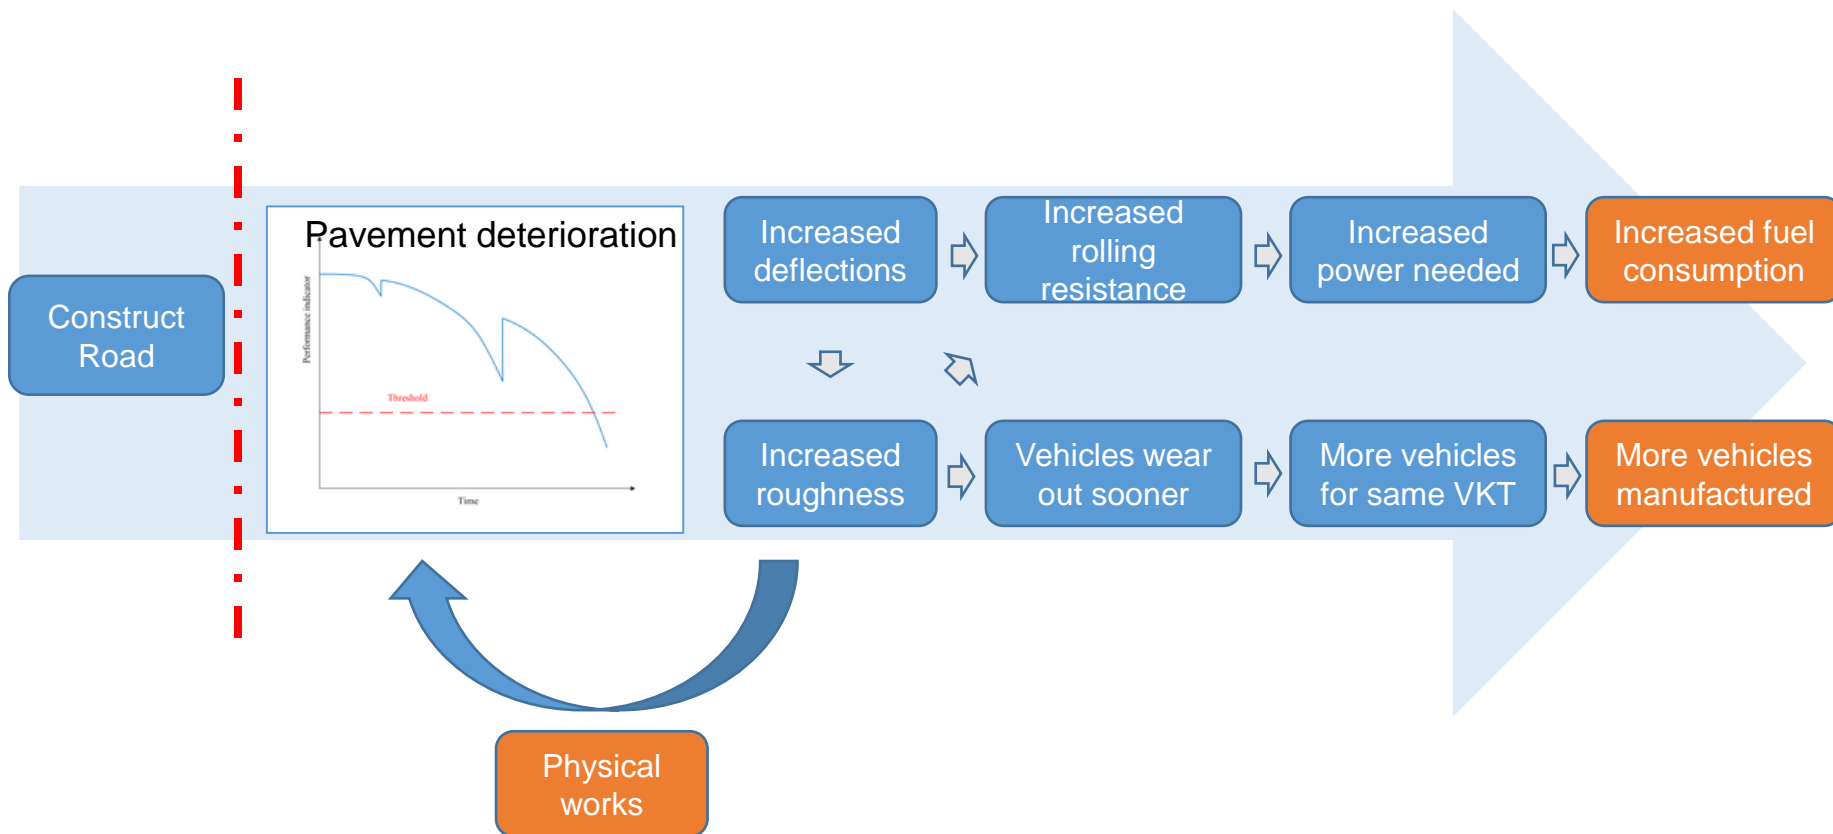 Construct
Road
Pavement deterioration
Performance indicator
Threshold
Time
Increased
deflections
Increased
rolling
resistance
Increased
power needed
Increased fuel
consumption
Increased
roughness
Vehicles wear
out sooner
More vehicles
for same VKT
More vehicles
manufactured
Physical
works